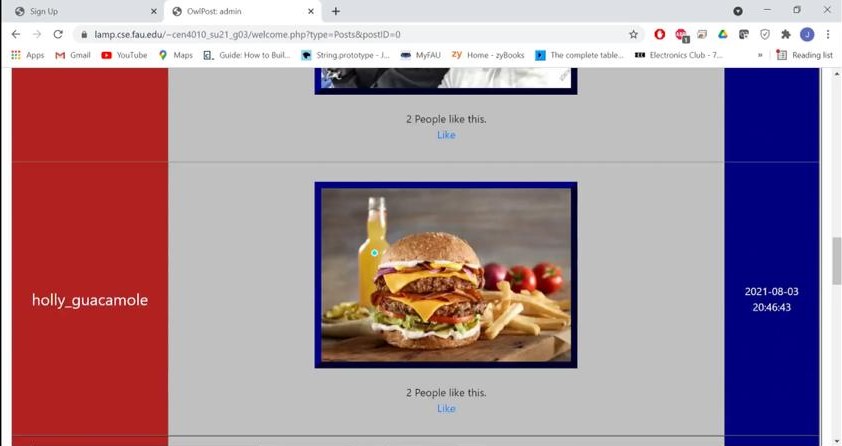 Sign Up
OwlPost: admin
lamp.cse.fau.edu/~cen4010_su21_g03/welcome.php?type=Posts&postID=0
Apps
Gmail
YouTube
Maps
Guide: How to Buil...
String.prototype - J...
MyFAU
zy Home - zyBooks
The complete table...
Electronics Club - 7...
»
Reading list
2 People like this.
Like
holly_guacamole
2021-08-03
20:46:43
2 People like this.
Like